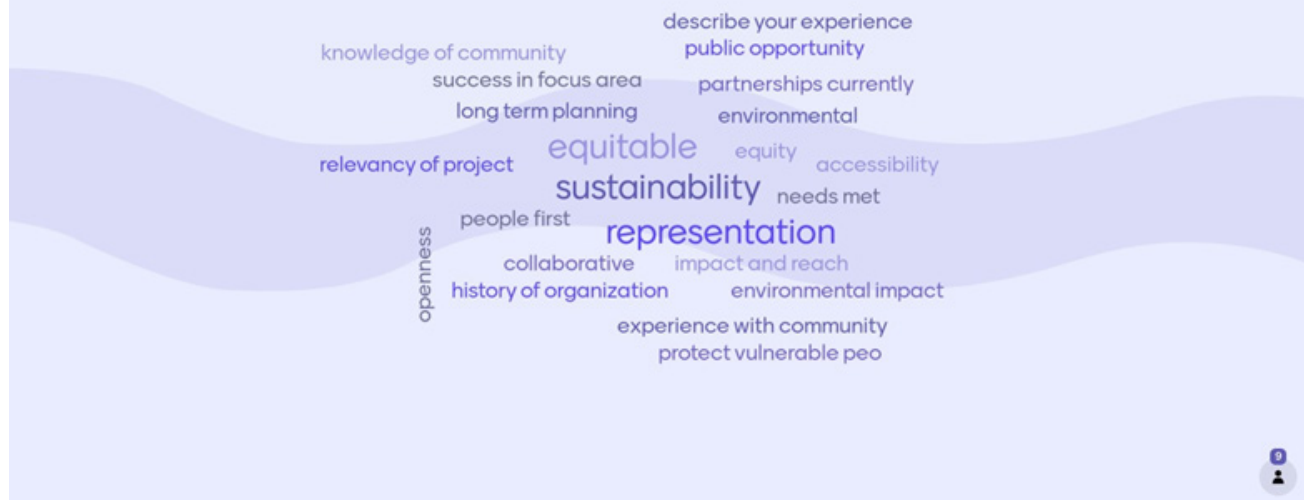 describe your experience
knowledge of community
public opportunity
success in focus area
partnerships currently
long term planning
environmental
equitable
equity
relevancy of project
accessibility
sustainability
needs met
people first
representation
openness
collaborative
impact and reach
history of organization
environmental impact
experience with community
protect vulnerable peo
9